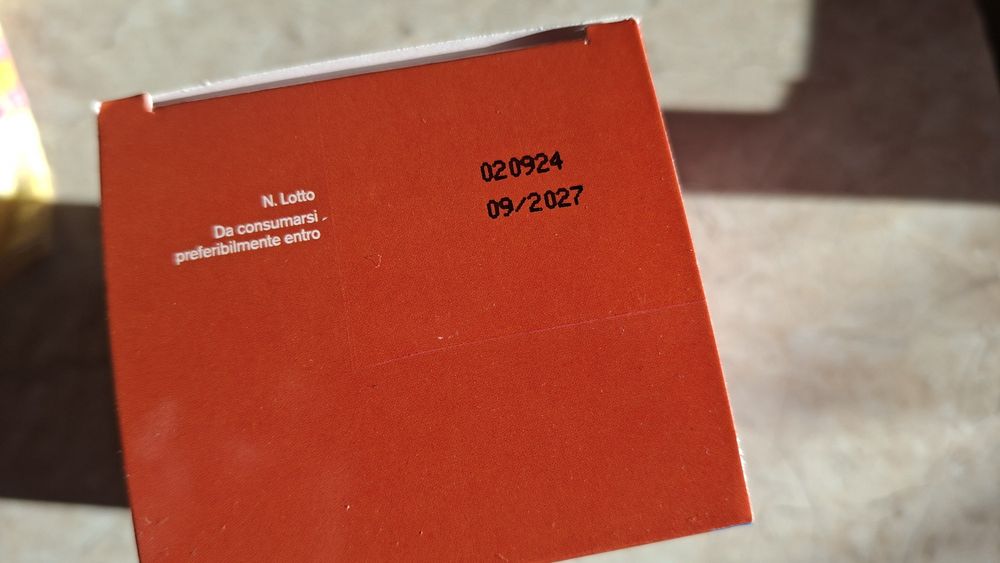 N. Lotto
Da consumarsi
preferibilmente entro
020924
09/2027